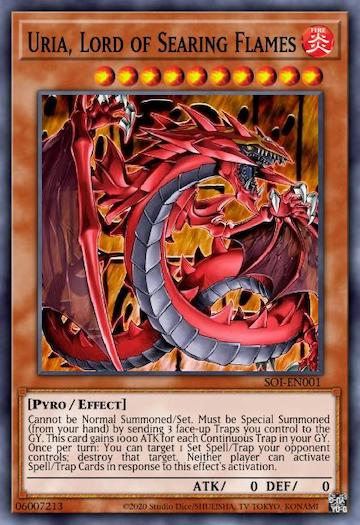 Uria, Lord of Searing Flames
FIRE
炎
SOI-EN001
[Pyro / Effect]
Cannot be Normal Summoned/Set. Must be Special Summoned
(from your hand) by sending 3 face-up Traps you control to the
GY. This card gains 1000 ATK for each Continuous Trap in your GY.
Once per turn: You can target 1 Set Spell/Trap your opponent
controls; destroy that target. Neither player can activate
Spell/Trap Cards in response to this effect's activation.
ATK/ 0 DEF/ 0
06007213
©2020 Studio Dice/SHUEISHA, TV TOKYO, KONAMI